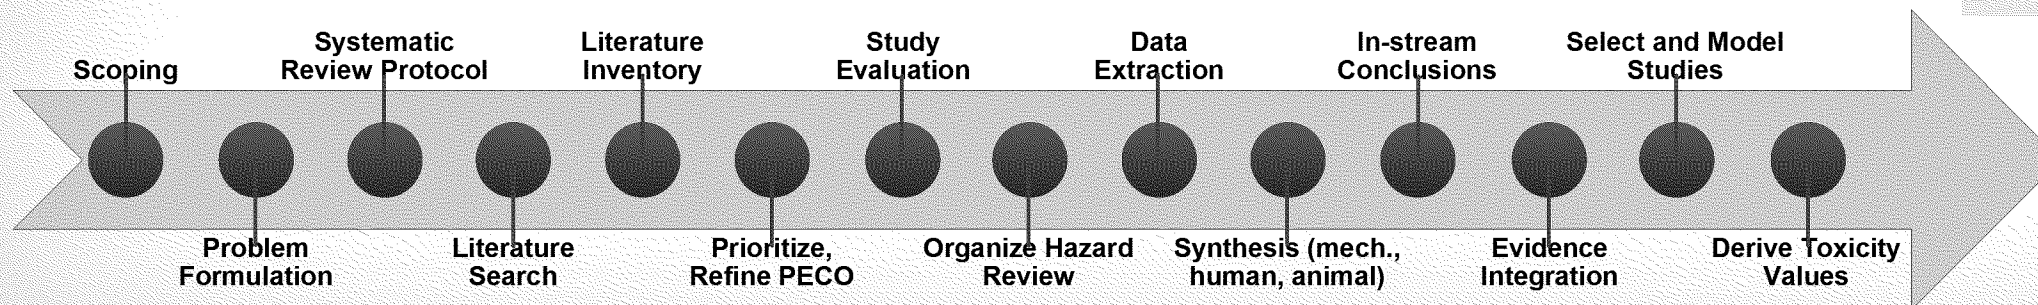 Scoping
Problem
Formulation
Systematic
Review Protocol
Literature
Search
Literature
Inventory
Prioritize,
Refine PECO
Study
Evaluation
Organize Hazard
Review
Data
Extraction
Synthesis (mech.,
human, animal)
In-stream
Conclusions
Evidence
Integration
Select and Model
Studies
Derive Toxicity
Values